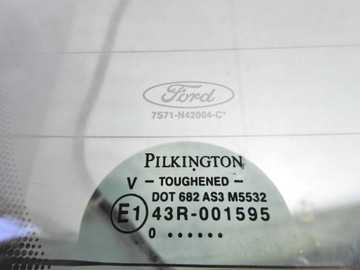 Ford
7S71-N42004-C*
PILKINGTON
V - TOUGHENED -
DOT 682 AS3 M5532
E1 43R-001595
0 ••••••